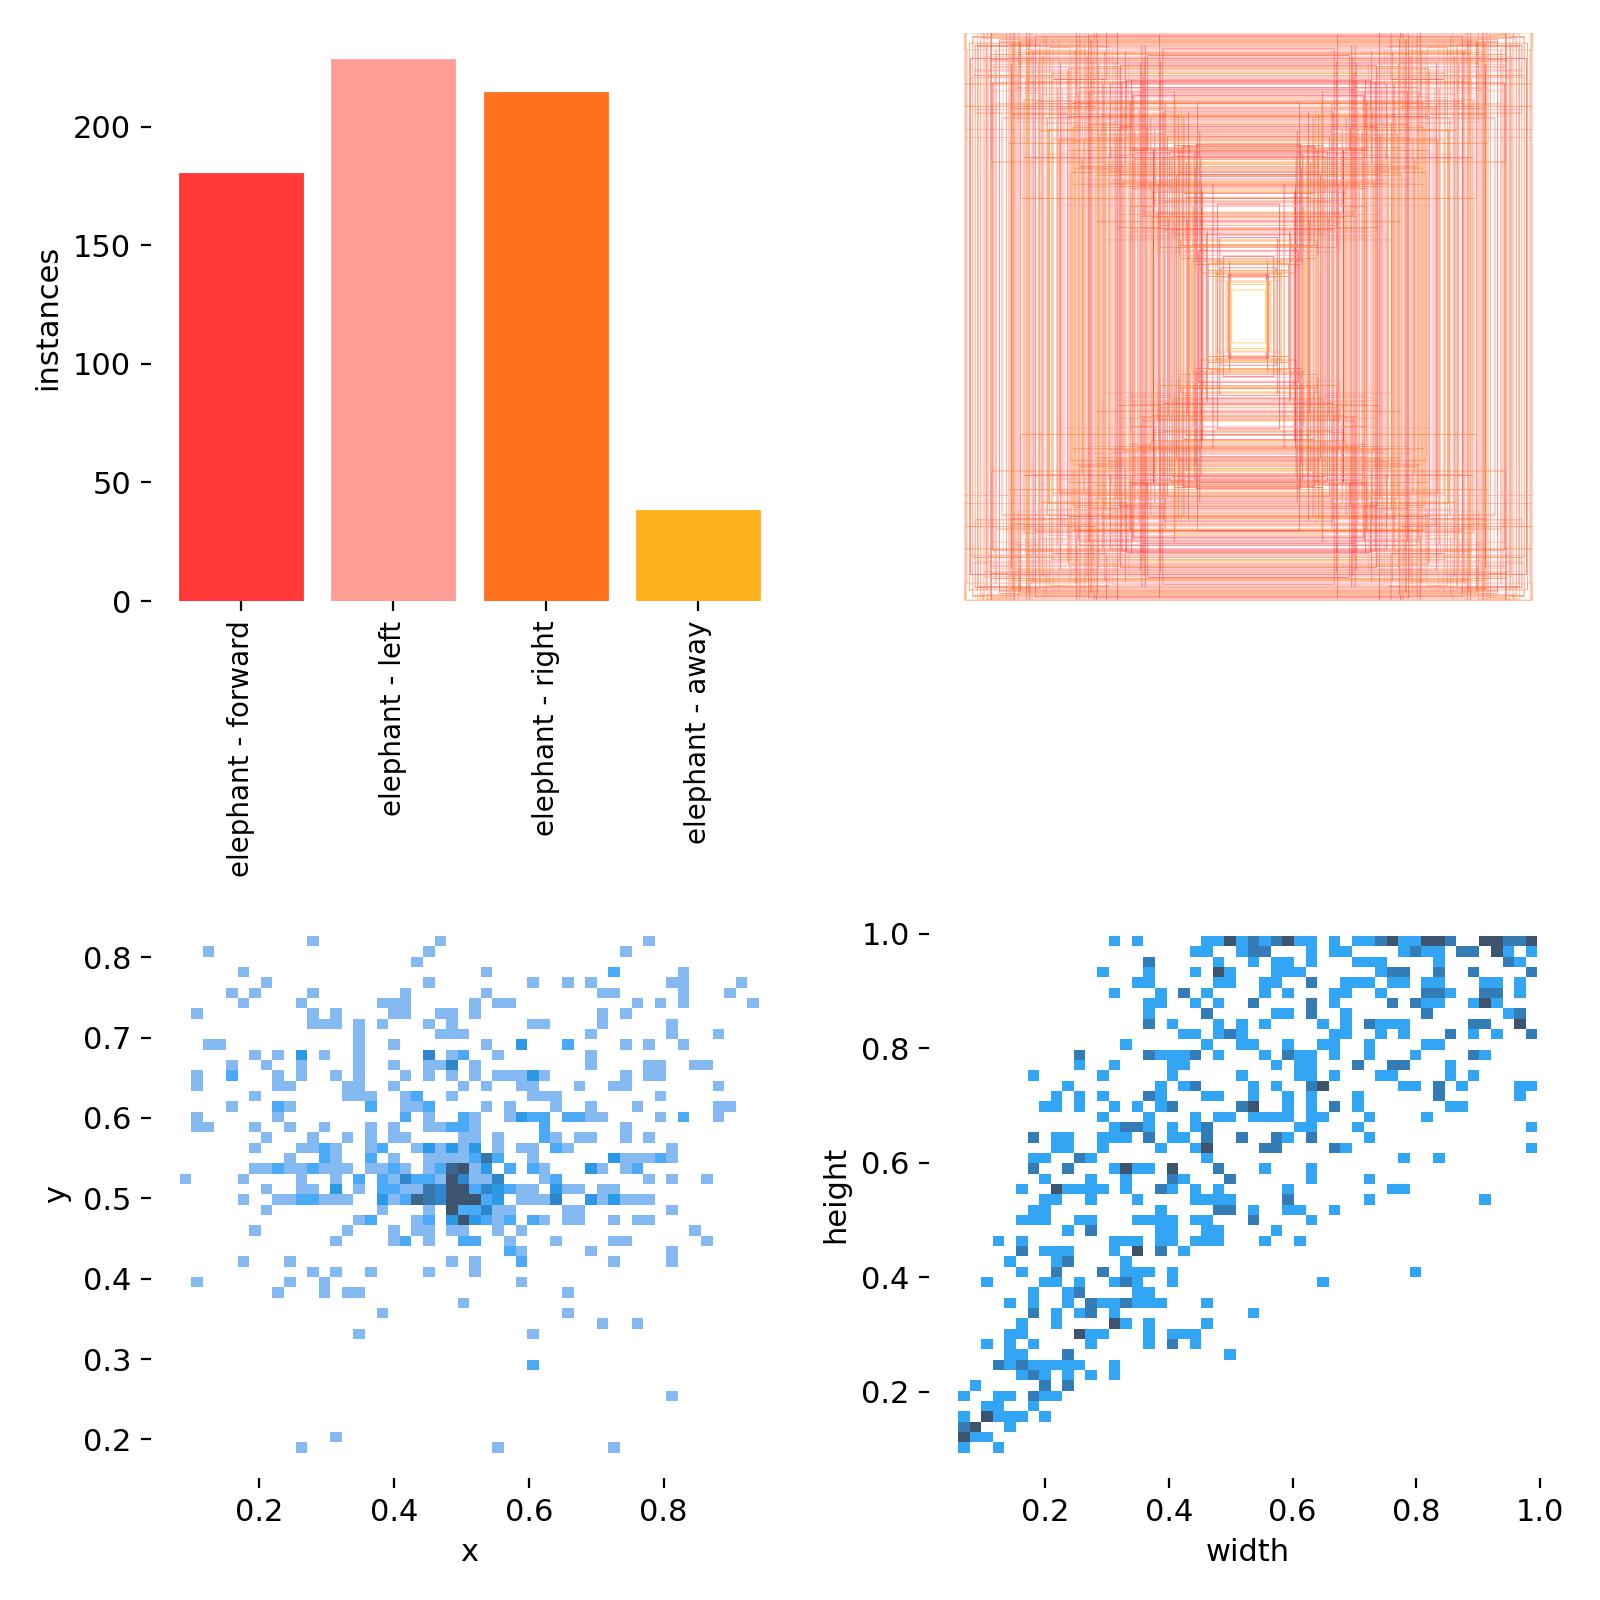 instances
200
150
100
50
0
elephant - forward
elephant - left
elephant - right
elephant - away
y
0.8
0.7
0.6
0.5
0.4
0.3
0.2
0.2 0.4 0.6 0.8
x
height
1.0
0.8
0.6
0.4
0.2
0.2 0.4 0.6 0.8 1.0
width